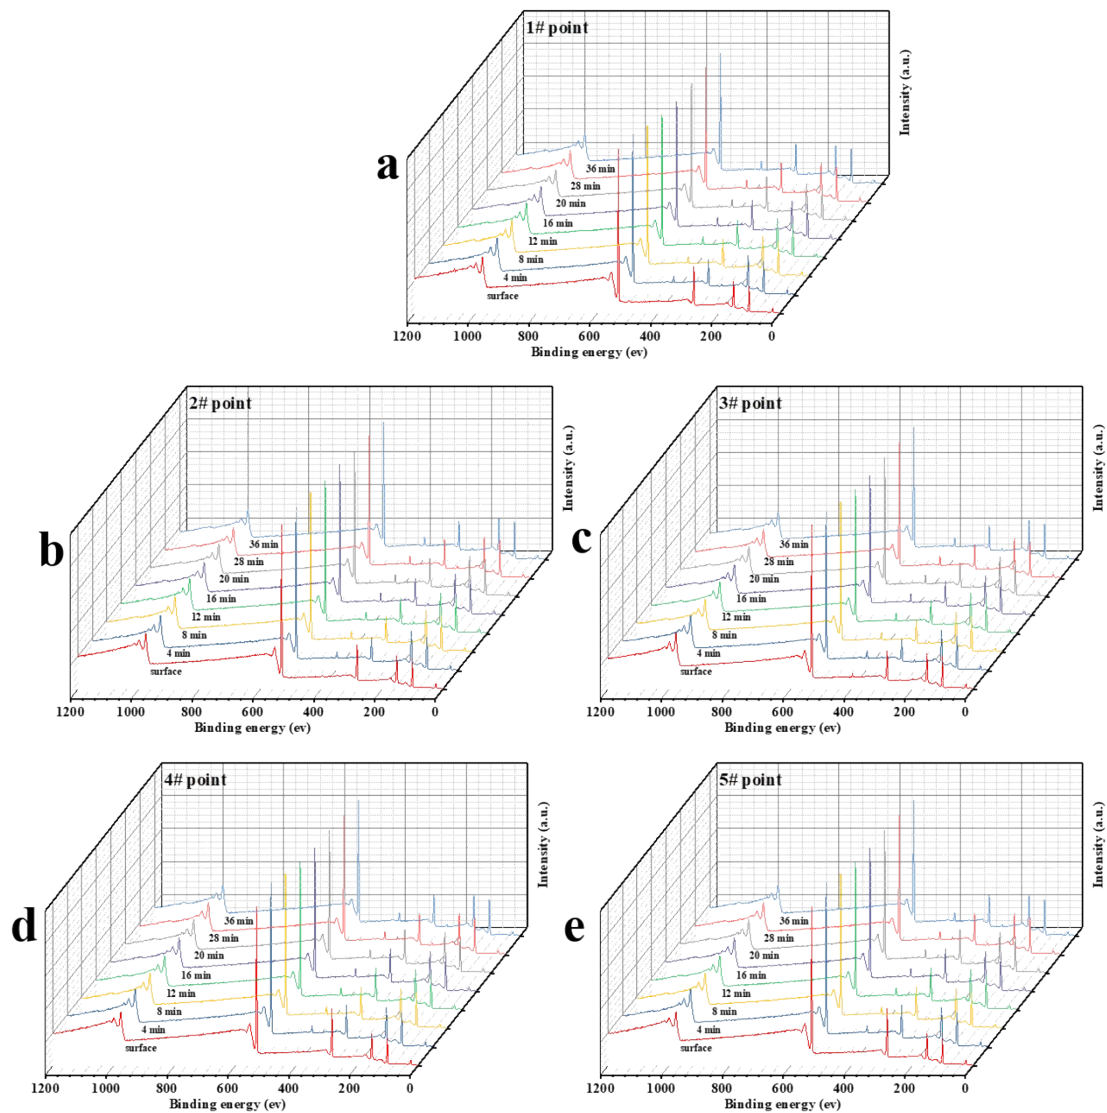 1# point
Intensity (a.u.)
a
36 min
28 min
20 min
16 min
12 min
8 min
4 min
surface
1200 1000 800 600 400 200 0
Binding energy (ev)
2# point
Intensity (a.u.)
b
36 min
28 min
20 min
16 min
12 min
8 min
4 min
surface
1200 1000 800 600 400 200 0
Binding energy (ev)
3# point
Intensity (a.u.)
c
36 min
28 min
20 min
16 min
12 min
8 min
4 min
surface
1200 1000 800 600 400 200 0
Binding energy (ev)
4# point
Intensity (a.u.)
d
36 min
28 min
20 min
16 min
12 min
8 min
4 min
surface
1200 1000 800 600 400 200 0
Binding energy (ev)
5# point
Intensity (a.u.)
e
36 min
28 min
20 min
16 min
12 min
8 min
4 min
surface
1200 1000 800 600 400 200 0
Binding energy (ev)